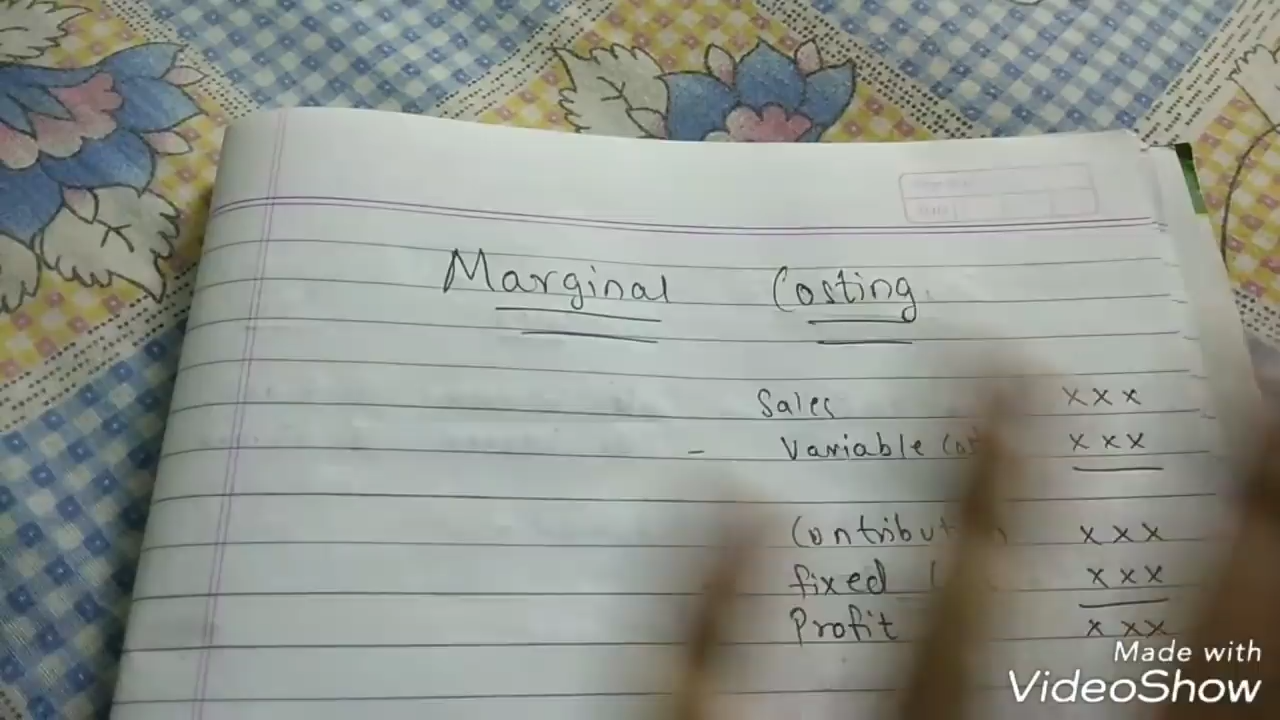 Marginal Costing
Sales xxx
- Variable xxx
xxx
fixed xxx
Profit xxx
Made with
VideoShow